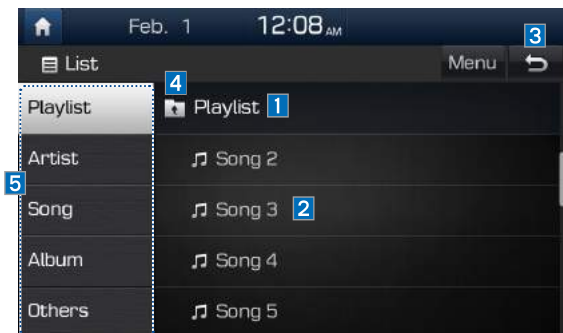 Feb. 1 12:08 AM
3
List Menu
4
Playlist Playlist 1
Artist Song 2
5
Song Song 3 2
Album Song 4
Others Song 5